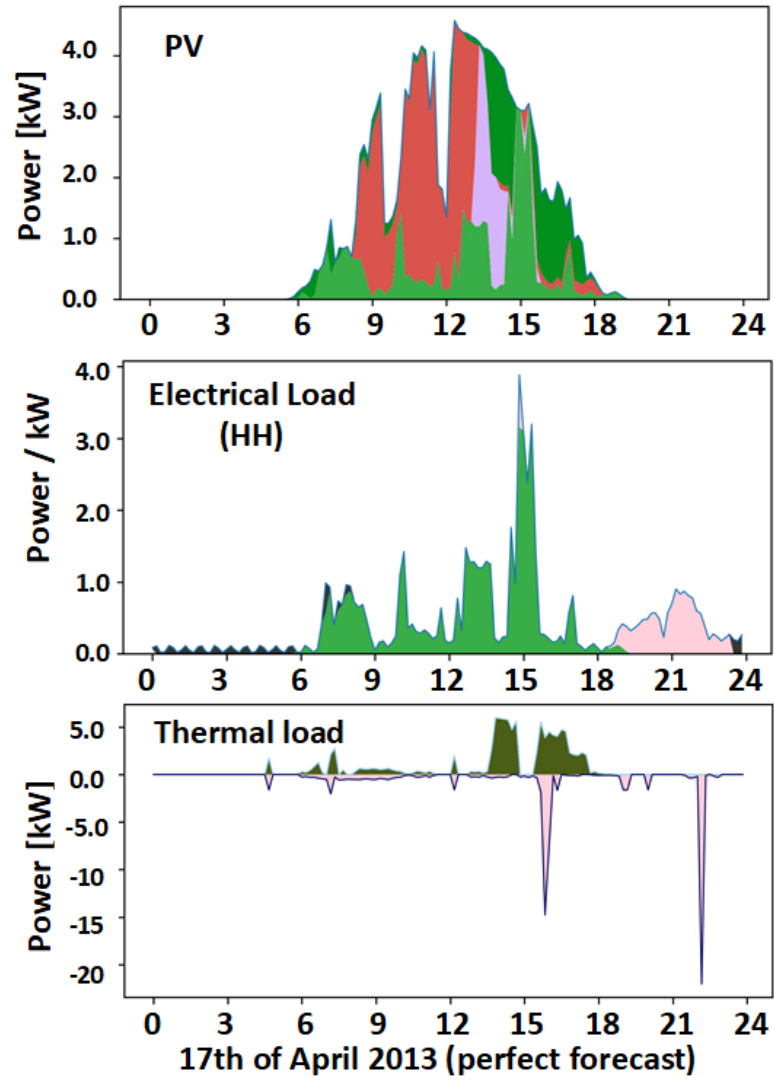 PV
Power [kW]
4.0
3.0
2.0
1.0
0.0
0 3 6 9 12 15 18 21 24
Electrical Load
(HH)
Power / kW
4.0
3.0
2.0
1.0
0.0
0 3 6 9 12 15 18 21 24
Thermal load
Power [kW]
5.0
0.0
-5.0
-10
-15
-20
0 3 6 9 12 15 18 21 24
17th of April 2013 (perfect forecast)